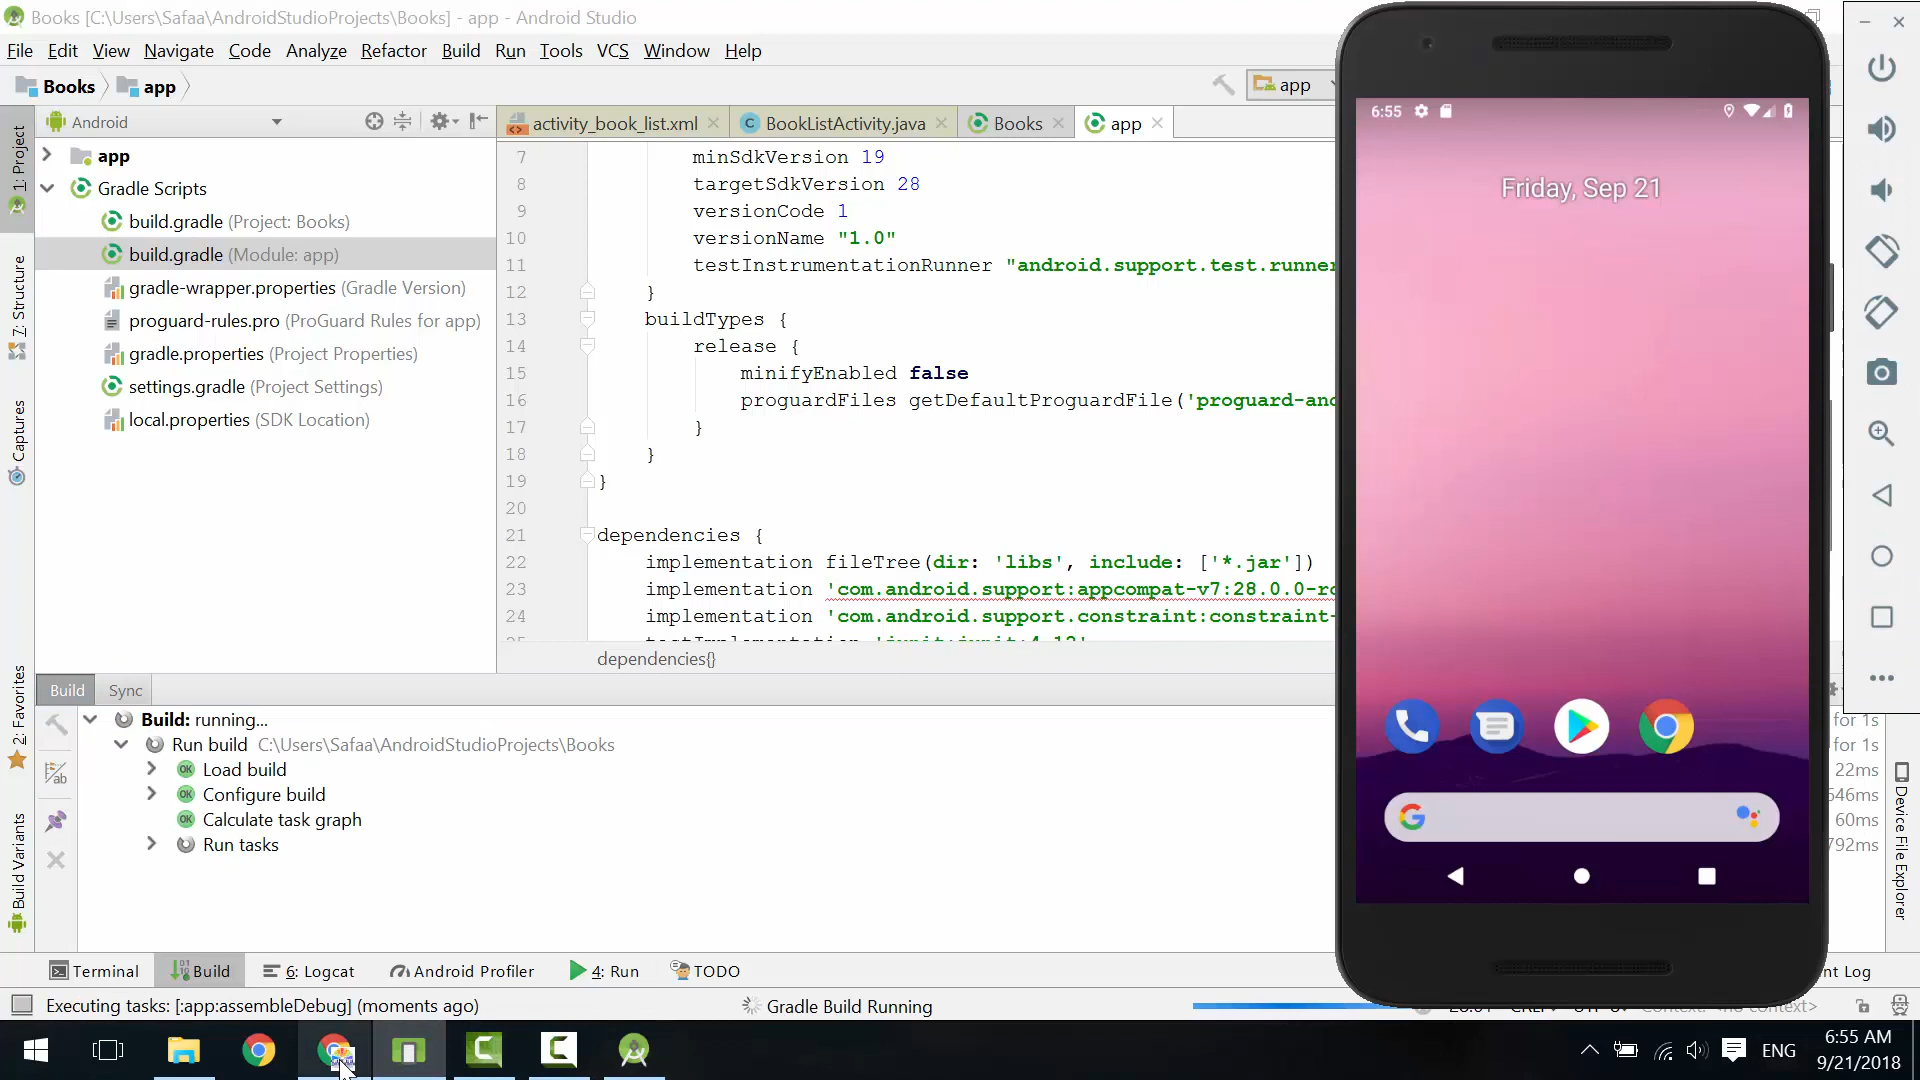 Books [C:\Users\Safaa\AndroidStudioProjects\Books] - app - Android Studio
File Edit View Navigate Code Analyze Refactor Build Run Tools VCS Window Help
Books app
app
1: Project
7: Structure
Captures
2: Favorites
Build Variants
Android
app
Gradle Scripts
build.gradle (Project: Books)
build.gradle (Module: app)
gradle-wrapper.properties (Gradle Version)
proguard-rules.pro (ProGuard Rules for app)
gradle.properties (Project Properties)
settings.gradle (Project Settings)
local.properties (SDK Location)
activity_book_list.xml BookListActivity.java Books app
7 minSdkVersion 19
8 targetSdkVersion 28
9 versionCode 1
10 versionName "1.0"
11 testInstrumentationRunner "android.support.test.runner
12 }
13 buildTypes {
14 release {
15 minifyEnabled false
16 proguardFiles getDefaultProguardFile('proguard-and
17 }
18 }
19 }
20
21 dependencies {
22 implementation fileTree(dir: 'libs', include: ['*.jar'])
23 implementation 'com.android.support:appcompat-v7:28.0.0-rc
24 implementation 'com.android.support.constraint:constraint-
25 testImplementation 'junit:junit:4.12'
dependencies{}
6:55
Friday, Sep 21
Build Sync
Build: running...
Run build C:\Users\Safaa\AndroidStudioProjects\Books
Load build
Configure build
Calculate task graph
Run tasks
for 1s
for 1s
22ms
546ms
60ms
792ms
Device File Explorer
Terminal Build 6: Logcat Android Profiler 4: Run TODO
nt Log
Executing tasks: [:app:assembleDebug] (moments ago)
Gradle Build Running
context>
ENG
6:55 AM
9/21/2018